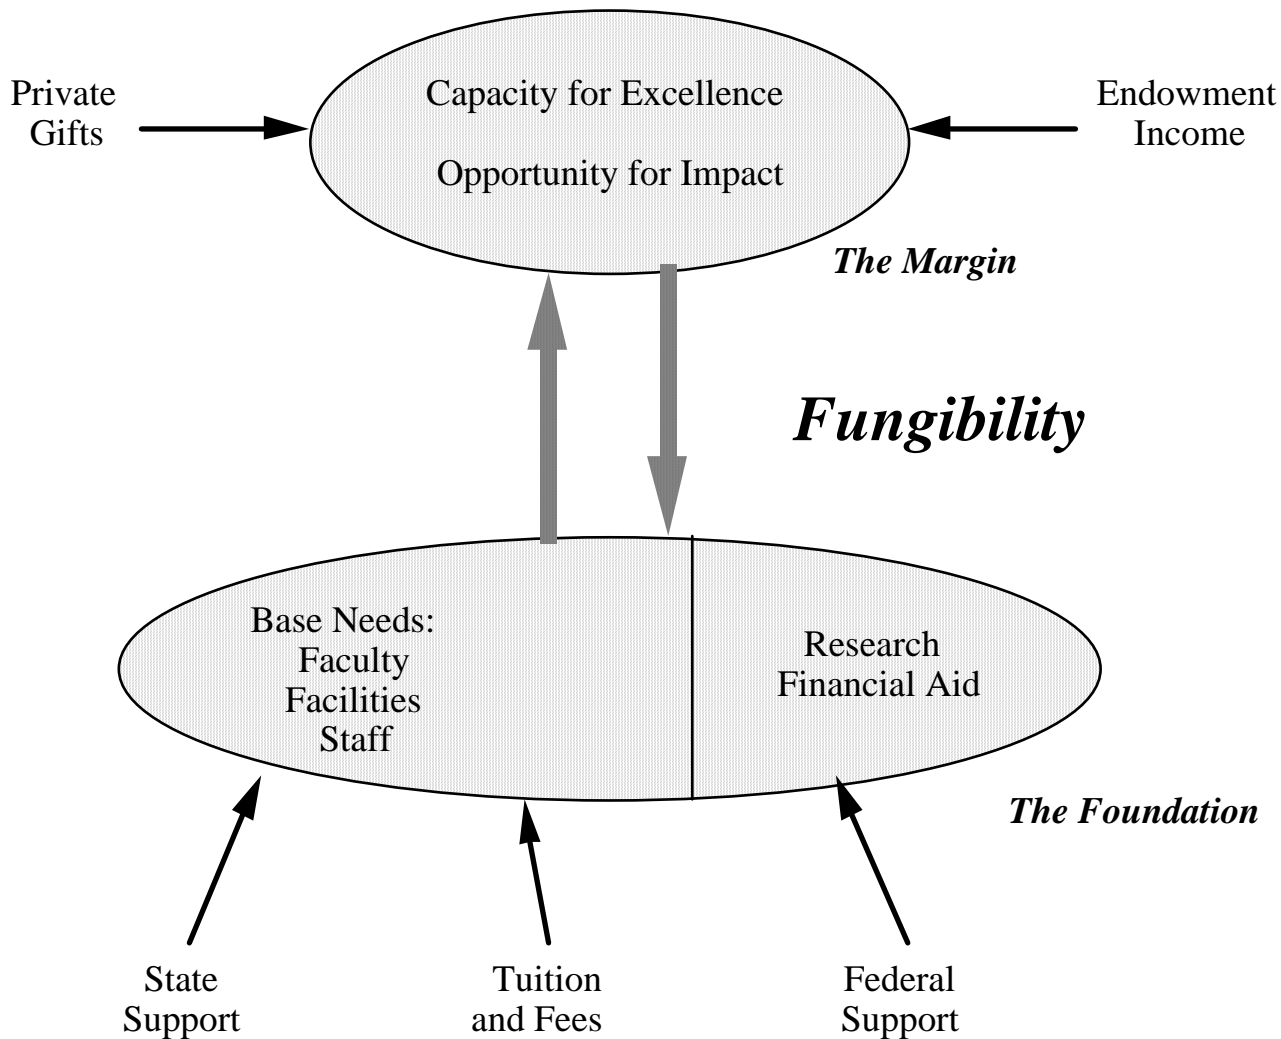 Private
Gifts
Capacity for Excellence
Opportunity for Impact
Endowment
Income
The Margin
Fungibility
Base Needs:
Faculty
Facilities
Staff
Research
Financial Aid
The Foundation
State
Support
Tuition
and Fees
Federal
Support